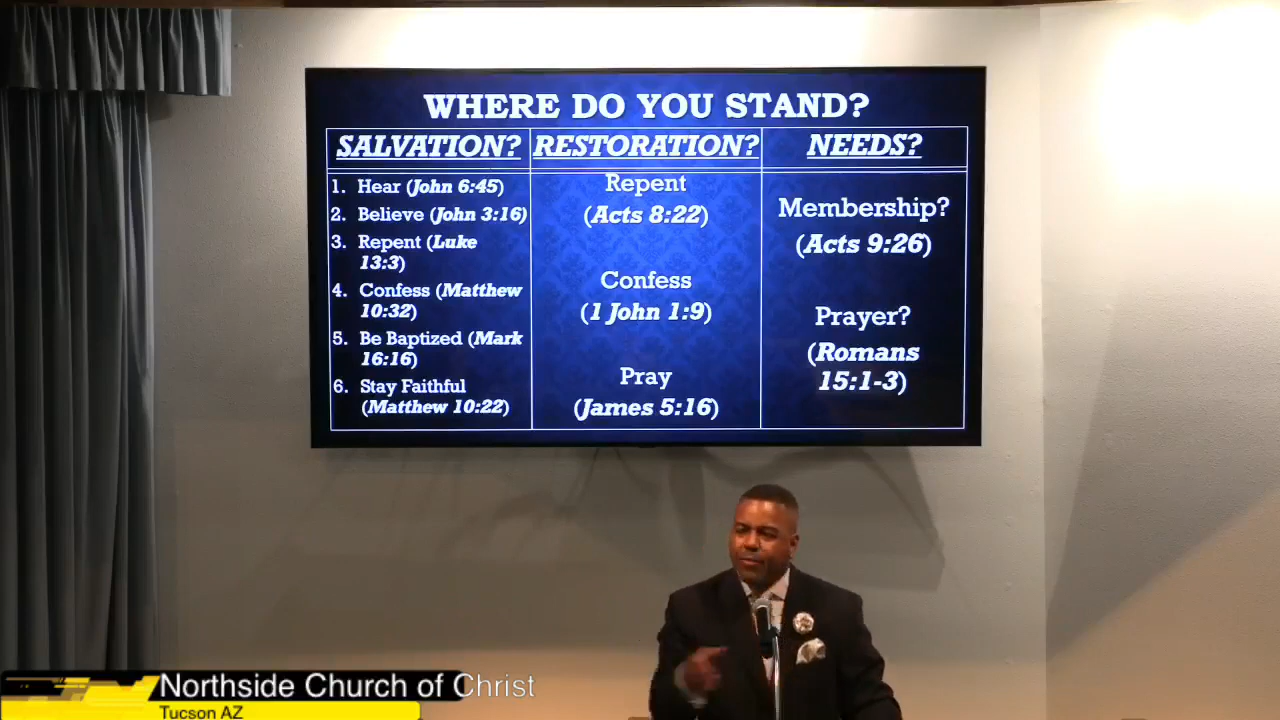 WHERE DO YOU STAND?
SALVATION?
1. Hear (John 6:45)
2. Believe (John 3:16)
3. Repent (Luke
13:3)
4. Confess (Matthew
10:32)
5. Be Baptized (Mark
16:16)
6. Stay Faithful
(Matthew 10:22)
RESTORATION?
Repent
(Acts 8:22)
Confess
(1 John 1:9)
Pray
(James 5:16)
NEEDS?
Membership?
(Acts 9:26)
Prayer?
(Romans
15:1-3)
Northside Church of Christ
Tucson AZ